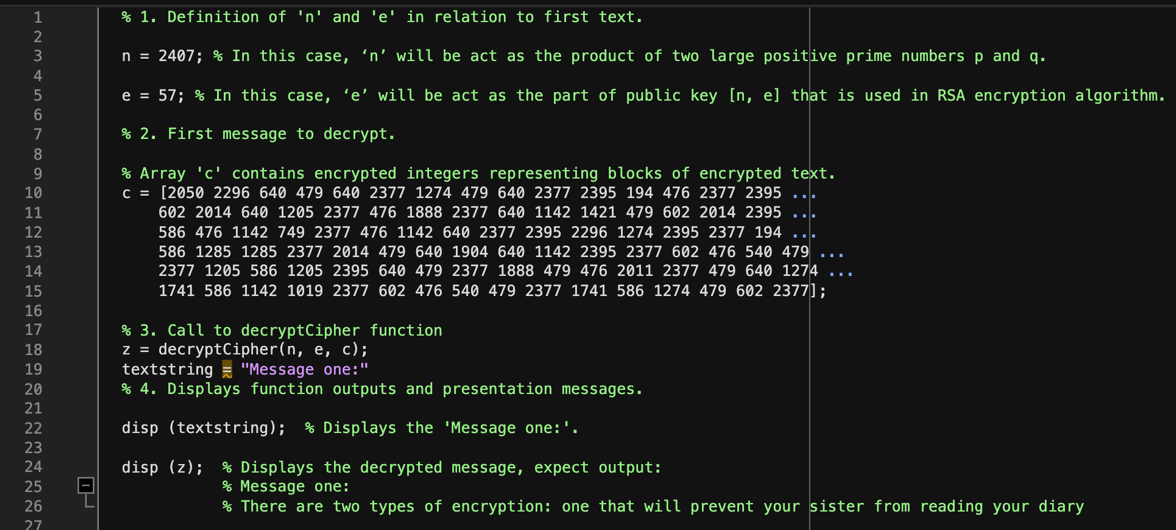 1 % 1. Definition of 'n' and 'e' in relation to first text.
2
3 n = 2407; % In this case, ‘n’ will be act as the product of two large positive prime numbers p and q.
4
5 e = 57; % In this case, ‘e’ will be act as the part of public key [n, e] that is used in RSA encryption algorithm.
6
7 % 2. First message to decrypt.
8
9 % Array 'c' contains encrypted integers representing blocks of encrypted text.
10 c = [2050 2296 640 479 640 2377 1274 479 640 2377 2395 194 476 2377 2395 ...
11 602 2014 640 1205 2377 476 1888 2377 640 1142 1421 479 602 2014 2395 ...
12 586 476 1142 749 2377 476 1142 640 2377 2395 2296 1274 2395 2377 194 ...
13 586 1285 1285 2377 2014 479 640 1904 640 1142 2395 2377 602 476 540 479 ...
14 2377 1205 586 1205 2395 640 479 2377 1888 479 476 2011 2377 479 640 1274 ...
15 1741 586 1142 1019 2377 602 476 540 479 2377 1741 586 1274 479 602 2377];
16
17 % 3. Call to decryptCipher function
18 z = decryptCipher(n, e, c);
19 textstring = "Message one:"
20 % 4. Displays function outputs and presentation messages.
21
22 disp (textstring);  % Displays the 'Message one:'.
23
24 disp (z);  % Displays the decrypted message, expect output:
25 % Message one:
26 % There are two types of encryption: one that will prevent your sister from reading your diary
27